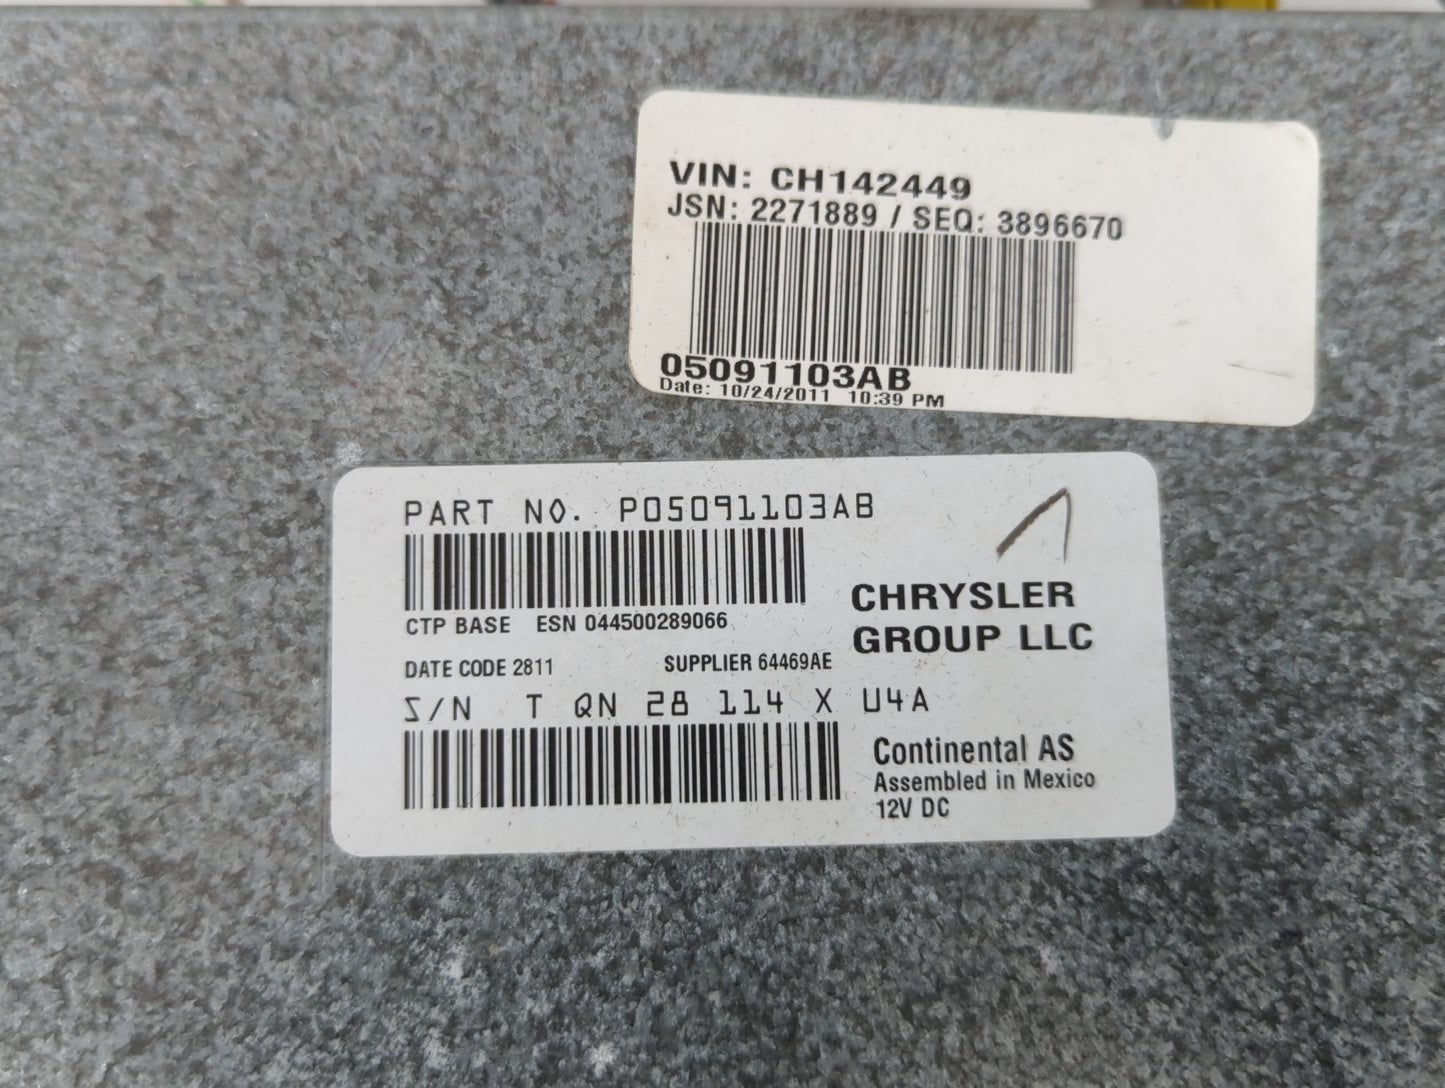 VIN: CH142449
JSN: 2271889 / SEQ: 3896670
05091103AB
Date: 10/24/2011 10:39 PM
PART NO. P05091103AB
CTP BASE ESN 044500289066
DATE CODE 2811 SUPPLIER 64469AE
S/N T QN 28 114 X U4A
CHRYSLER
GROUP LLC
Continental AS
Assembled in Mexico
12V DC